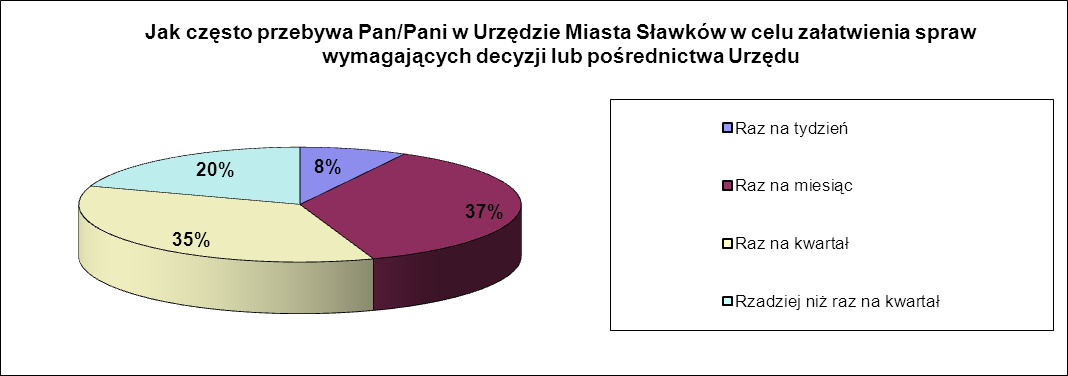 Jak często przebywa Pan/Pani w Urzędzie Miasta Sławków w celu załatwienia spraw
wymagających decyzji lub pośrednictwa Urzędu
8%
37%
35%
20%
Raz na tydzień
Raz na miesiąc
Raz na kwartał
Rzadziej niż raz na kwartał